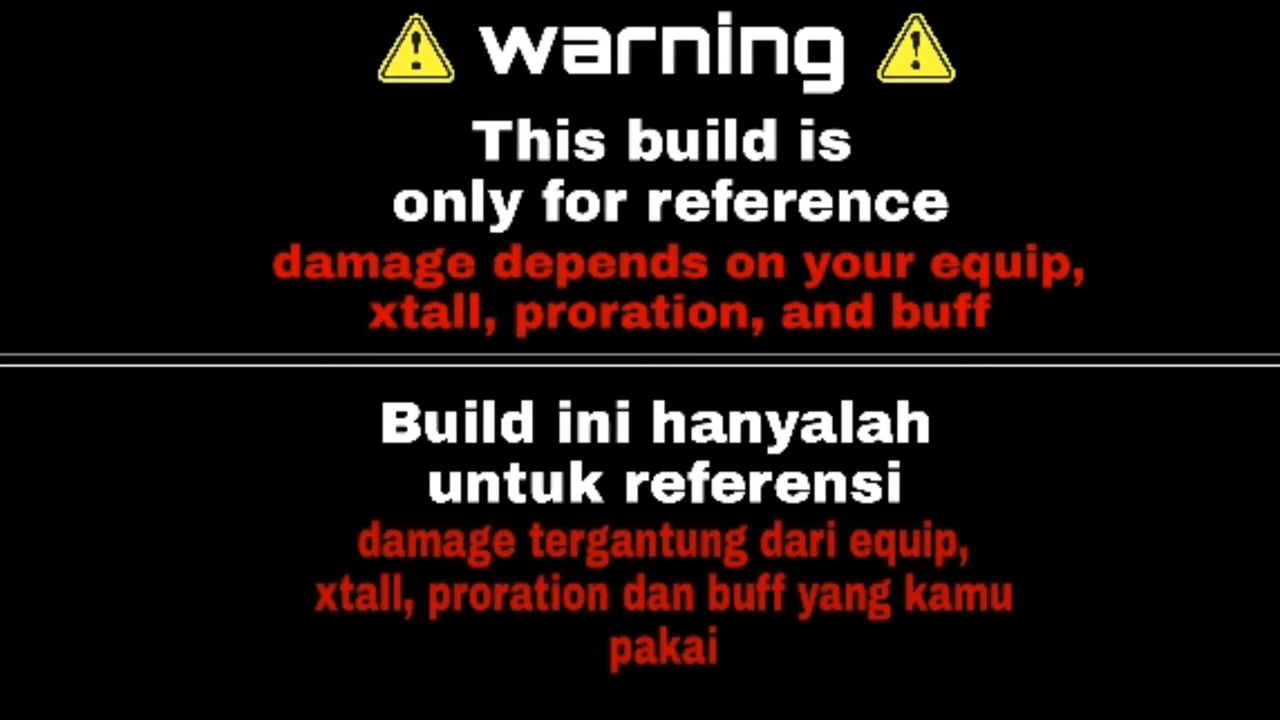 warning
This build is
only for reference
damage depends on your equip,
xtall, proration, and buff
Build ini hanyalah
untuk referensi
damage tergantung dari equip,
xtall, proration dan buff yang kamu
pakai